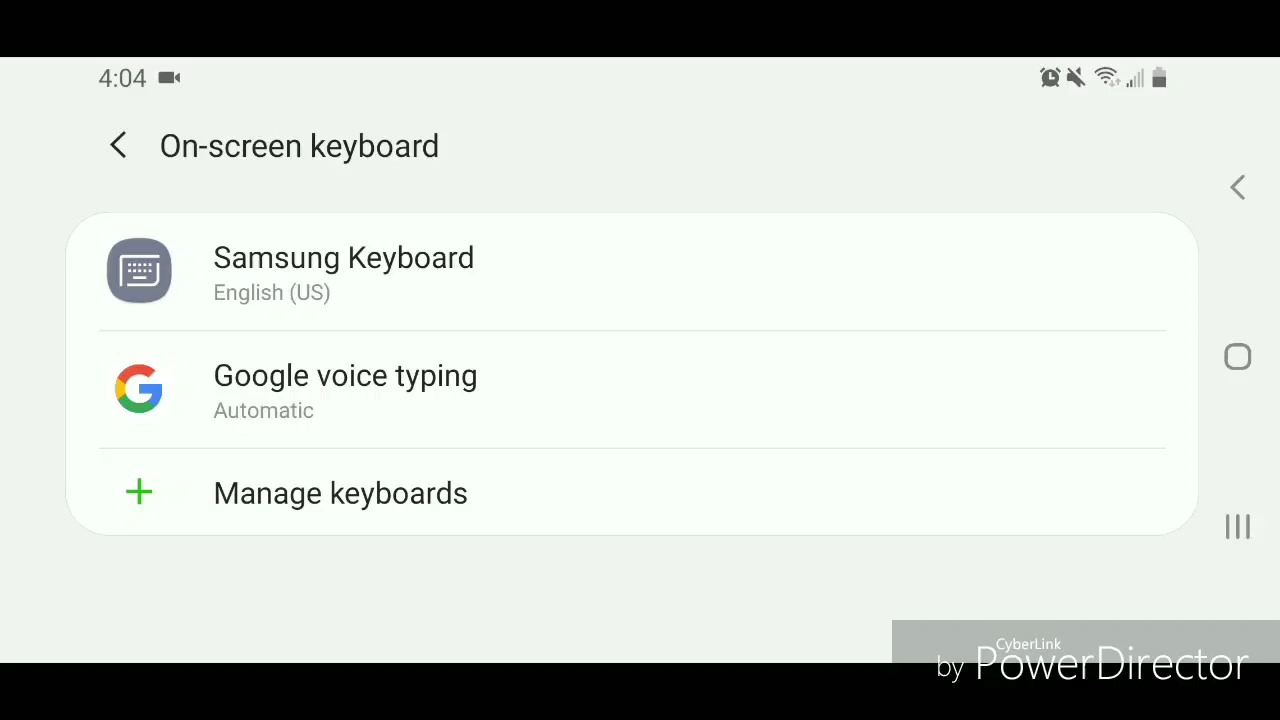 4:04
On-screen keyboard
Samsung Keyboard
English (US)
Google voice typing
Automatic
Manage keyboards
CyberLink
by PowerDirector